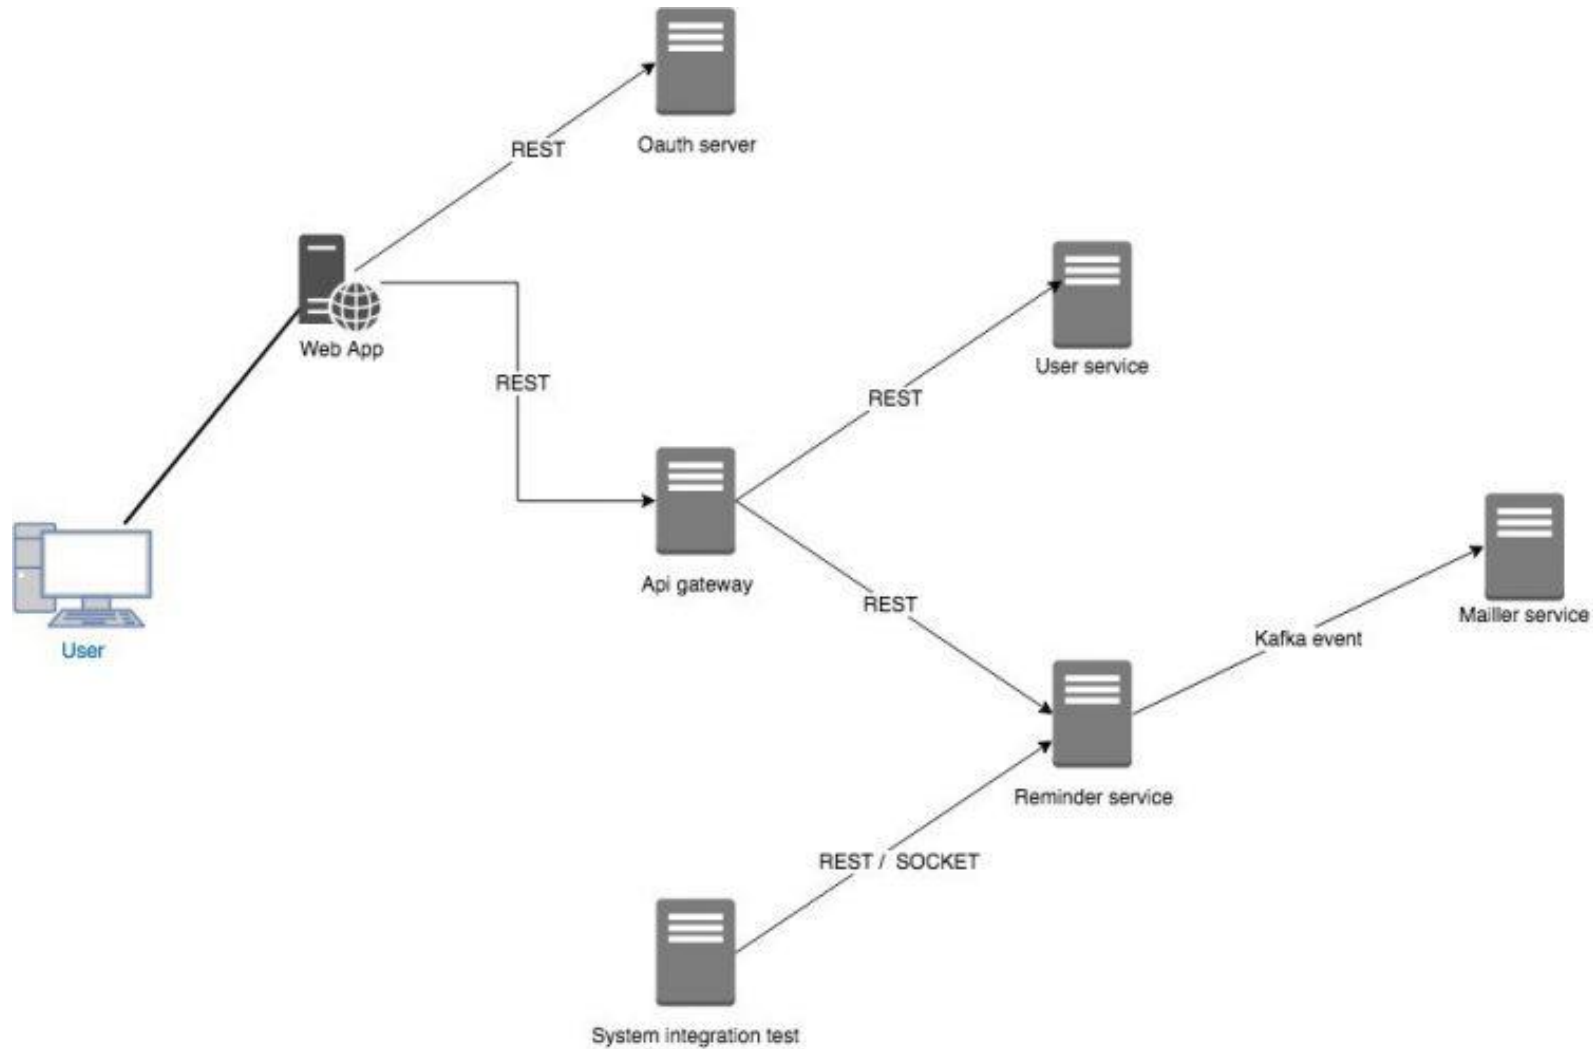 Oauth server
REST
Web App
User service
REST
REST
Api gateway
REST
Mailler service
Kafka event
User
Reminder service
REST / SOCKET
System integration test